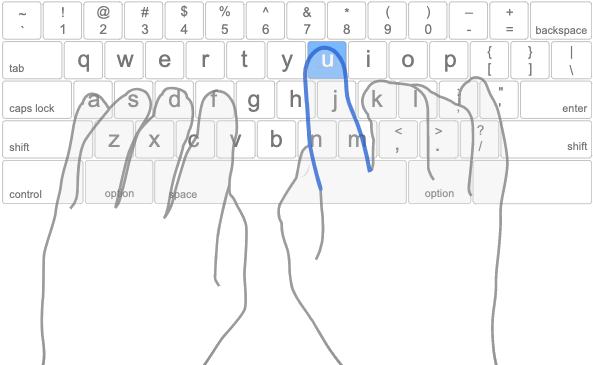 ~ ! @ # $ % ^ & * ( ) – +
` 1 2 3 4 5 6 7 8 9 0 - = backspace
tab q w e r t y u i o p { [ } ] | \
caps lock a s d f g h j k l ; " ' enter
shift z x c v b n m < , > . ? / shift
control option space option